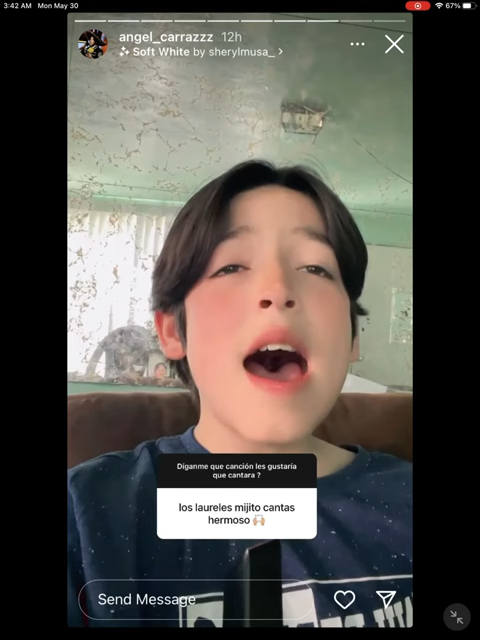 3:42 AM Mon May 30
67%
angel_carrazzz 12h
Soft White by sherylmusa_ >
Díganme que canción les gustaría
que cantara ?
los laureles mijito cantas
hermoso 🙌🏼
Send Message